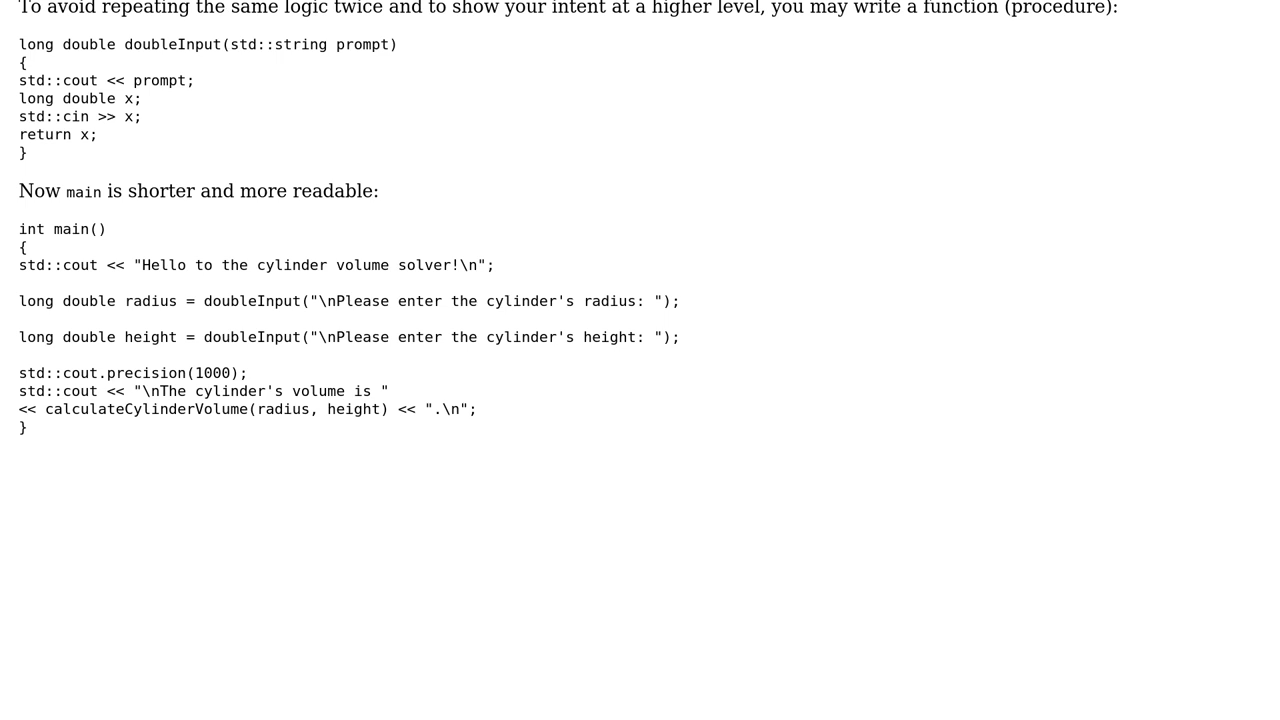 To avoid repeating the same logic twice and to show your intent at a higher level, you may write a function (procedure):
long double doubleInput(std::string prompt)
{
std::cout << prompt;
long double x;
std::cin >> x;
return x;
}
Now main is shorter and more readable:
int main()
{
std::cout << "Hello to the cylinder volume solver!\n";
long double radius = doubleInput("\nPlease enter the cylinder's radius: ");
long double height = doubleInput("\nPlease enter the cylinder's height: ");
std::cout.precision(1000);
std::cout << "\nThe cylinder's volume is "
<< calculateCylinderVolume(radius, height) << ".\n";
}